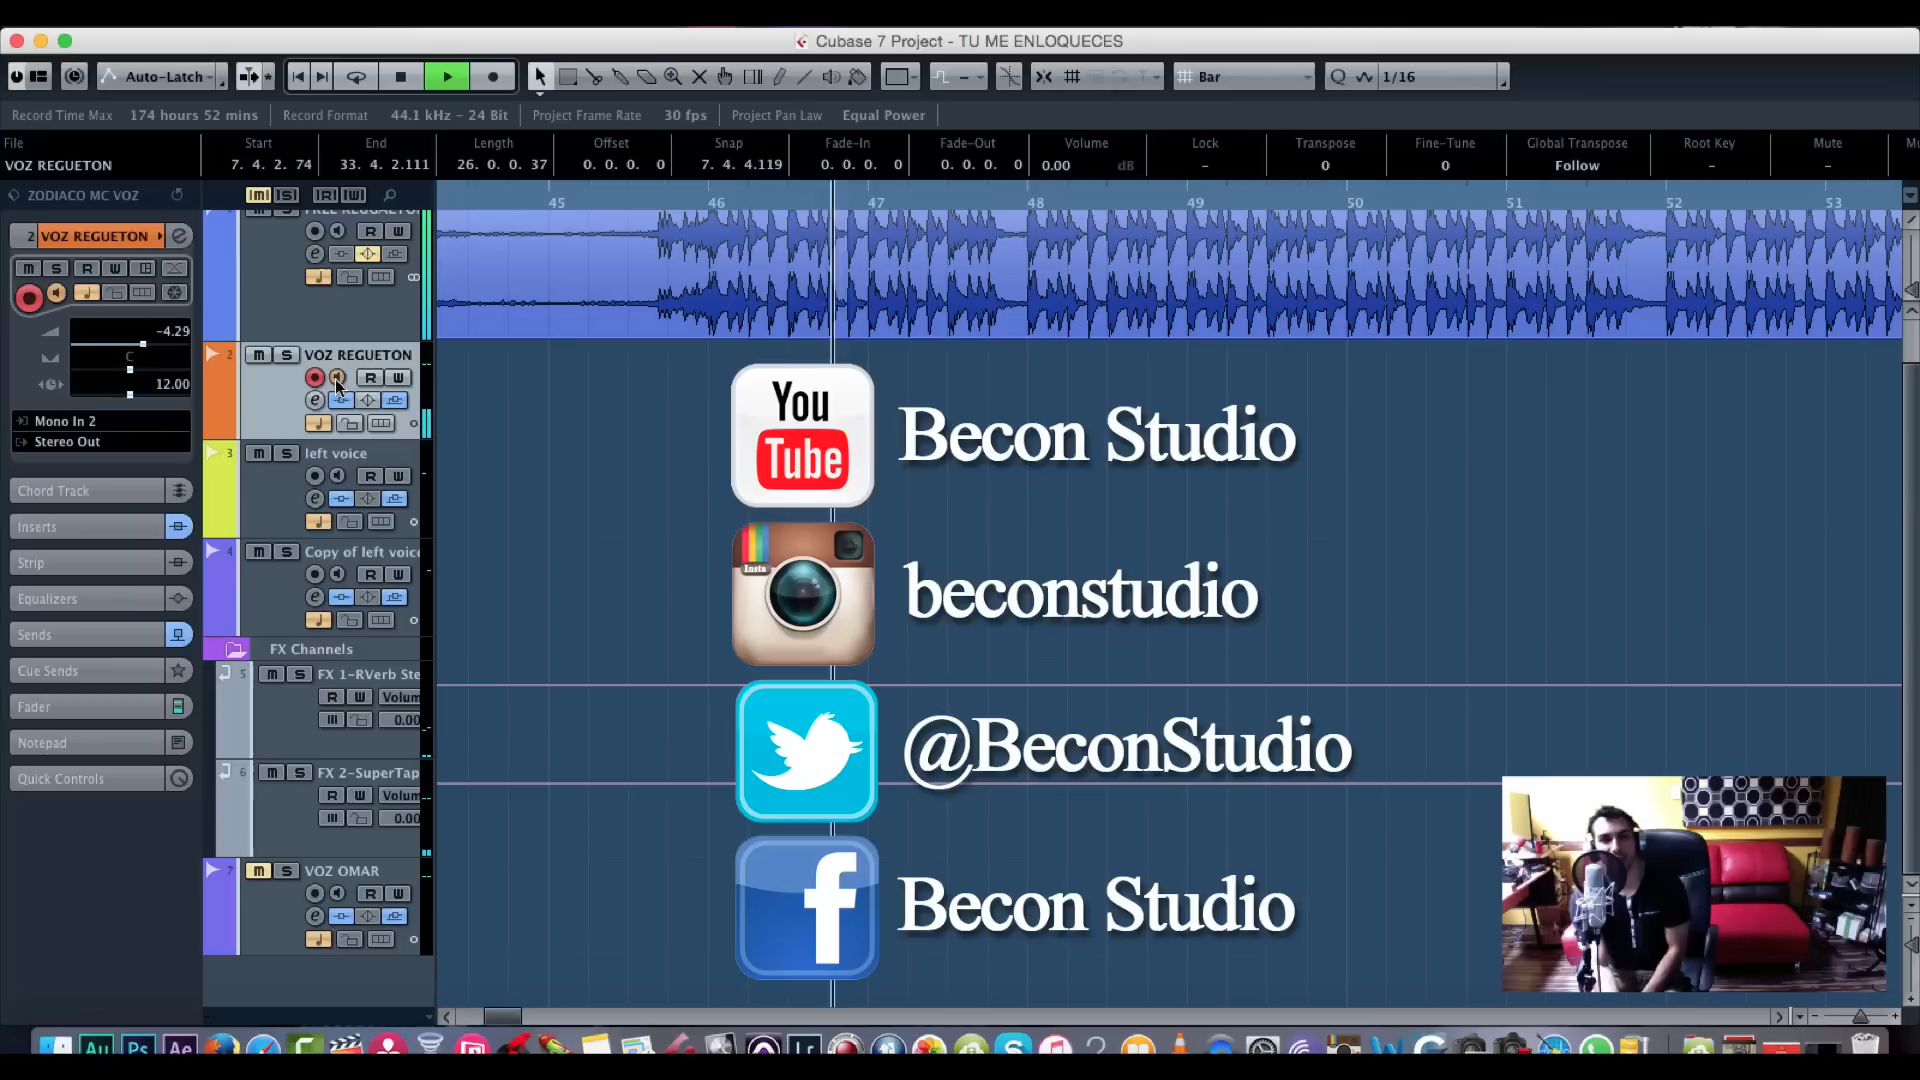 Cubase 7 Project - TU ME ENLOQUECES
Auto-Latch
Bar
Q
1/16
Record Time Max 174 hours 52 mins Record Format 44.1 kHz - 24 Bit Project Frame Rate 30 fps Project Pan Law Equal Power
File Start End Length Offset Snap Fade-In Fade-Out Volume Lock Transpose Fine-Tune Global Transpose Root Key Mute
VOZ REGUETON 7. 4. 2. 74 33. 4. 2.111 26. 0. 0. 37 0. 0. 0. 0 7. 4. 4.119 0. 0. 0. 0 0. 0. 0. 0 0.00 dB - 0 0 Follow - -
ZODIACO MC VOZ
M S R W
45 46 47 48 49 50 51 52 53
2 VOZ REGUETON
M S R W
-4.29
C
12.00
Mono In 2
Stereo Out
Chord Track
Inserts
Strip
Equalizers
Sends
Cue Sends
Fader
Notepad
Quick Controls
R W
e
2 M S VOZ REGUETON
R W
e
3 M S left voice
R W
e
4 M S Copy of left voice
R W
e
FX Channels
5 M S FX 1-RVerb Ste
R W Volum
0.00
6 M S FX 2-SuperTap
R W Volum
0.00
7 M S VOZ OMAR
R W
e
You
Tube
Becon Studio
Insta
beconstudio
@BeconStudio
f
Becon Studio
Au Ps Ae Lr